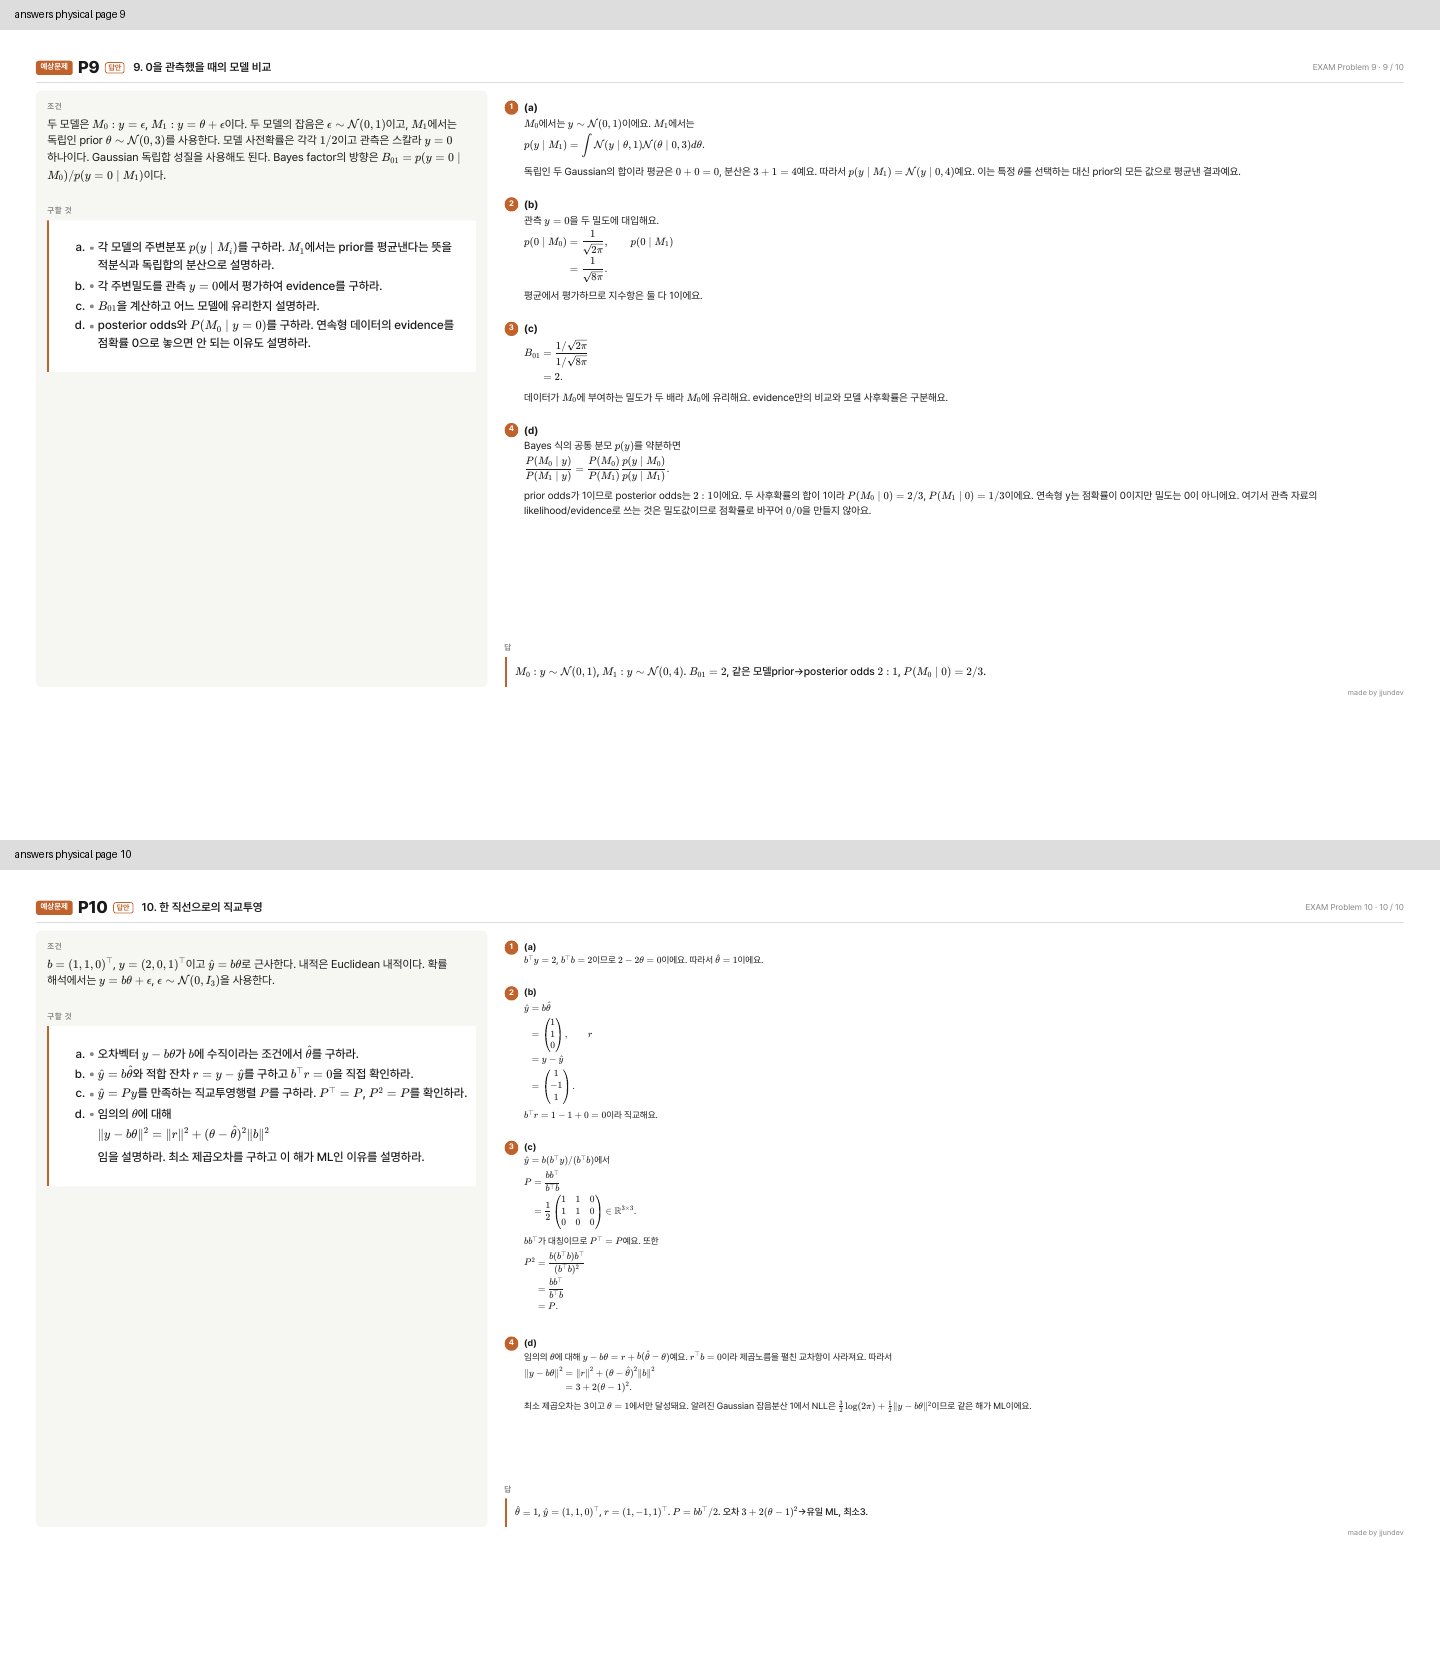 answers physical page 9
예상문제 P9 답안 9. 0을 관측했을 때의 모델 비교
EXAM Problem 9 · 9 / 10
조건
두 모델은 M₀ : y = ϵ, M₁ : y = θ + ϵ이다. 두 모델의 잡음은 ϵ ∼ 𝒩(0, 1)이고, M₁에서는
독립인 prior θ ∼ 𝒩(0, 3)를 사용한다. 모델 사전확률은 각각 1/2이고 관측은 스칼라 y = 0
하나이다. Gaussian 독립합 성질을 사용해도 된다. Bayes factor의 방향은 B₀₁ = p(y = 0 ∣
M₀)/p(y = 0 ∣ M₁)이다.
구할 것
a. 각 모델의 주변분포 p(y ∣ Mᵢ)를 구하라. M₁에서는 prior를 평균낸다는 뜻을
적분식과 독립합의 분산으로 설명하라.
b. 각 주변밀도를 관측 y = 0에서 평가하여 evidence를 구하라.
c. B₀₁을 계산하고 어느 모델에 유리한지 설명하라.
d. posterior odds와 P(M₀ ∣ y = 0)를 구하라. 연속형 데이터의 evidence를
점확률 0으로 놓으면 안 되는 이유도 설명하라.
1 (a)
M₀에서는 y ∼ 𝒩(0, 1)이에요. M₁에서는
p(y ∣ M₁) = ∫ 𝒩(y ∣ θ, 1)𝒩(θ ∣ 0, 3)dθ.
독립인 두 Gaussian의 합이라 평균은 0 + 0 = 0, 분산은 3 + 1 = 4예요. 따라서 p(y ∣ M₁) = 𝒩(y ∣ 0, 4)예요. 이는 특정 θ를 선택하는 대신 prior의 모든 값으로 평균낸 결과예요.
2 (b)
관측 y = 0을 두 밀도에 대입해요.
p(0 ∣ M₀) = 1/√2π, p(0 ∣ M₁)
= 1/√8π.
평균에서 평가하므로 지수항은 둘 다 1이에요.
3 (c)
B₀₁ = (1/√2π)/(1/√8π)
= 2.
데이터가 M₀에 부여하는 밀도가 두 배라 M₀에 유리해요. evidence만의 비교와 모델 사후확률은 구분해요.
4 (d)
Bayes 식의 공통 분모 p(y)를 약분하면
P(M₀ ∣ y)/P(M₁ ∣ y) = P(M₀)/P(M₁) p(y ∣ M₀)/p(y ∣ M₁).
prior odds가 1이므로 posterior odds는 2 : 1이에요. 두 사후확률의 합이 1이라 P(M₀ ∣ 0) = 2/3, P(M₁ ∣ 0) = 1/3이에요. 연속형 y는 점확률이 0이지만 밀도는 0이 아니에요. 여기서 관측 자료의
likelihood/evidence로 쓰는 것은 밀도값이므로 점확률로 바꾸어 0/0을 만들지 않아요.
답
M₀ : y ∼ 𝒩(0, 1), M₁ : y ∼ 𝒩(0, 4). B₀₁ = 2, 같은 모델prior→posterior odds 2 : 1, P(M₀ ∣ 0) = 2/3.
made by jjundev
answers physical page 10
예상문제 P10 답안 10. 한 직선으로의 직교투영
EXAM Problem 10 · 10 / 10
조건
b = (1, 1, 0)⊤, y = (2, 0, 1)⊤이고 ŷ = bθ로 근사한다. 내적은 Euclidean 내적이다. 확률
해석에서는 y = bθ + ϵ, ϵ ∼ 𝒩(0, I₃)을 사용한다.
구할 것
a. 오차벡터 y − bθ가 b에 수직이라는 조건에서 θ̂를 구하라.
b. ŷ = bθ̂와 적합 잔차 r = y − ŷ를 구하고 b⊤r = 0을 직접 확인하라.
c. ŷ = Py를 만족하는 직교투영행렬 P를 구하라. P⊤ = P, P² = P를 확인하라.
d. 임의의 θ에 대해
∥y − bθ∥² = ∥r∥² + (θ − θ̂)²∥b∥²
임을 설명하라. 최소 제곱오차를 구하고 이 해가 ML인 이유를 설명하라.
1 (a)
b⊤y = 2, b⊤b = 2이므로 2 − 2θ = 0이에요. 따라서 θ̂ = 1이에요.
2 (b)
ŷ = bθ̂
= (1 1 0), r
= y − ŷ
= (1 −1 1).
b⊤r = 1 − 1 + 0 = 0이라 직교해요.
3 (c)
ŷ = b(b⊤y)/(b⊤b)에서
P = bb⊤/b⊤b
= 1/2 (1 1 0
1 1 0
0 0 0) ∈ ℝ³ˣ³.
bb⊤가 대칭이므로 P⊤ = P예요. 또한
P² = b(b⊤b)b⊤/(b⊤b)²
= bb⊤/b⊤b
= P.
4 (d)
임의의 θ에 대해 y − bθ = r + b(θ̂ − θ)예요. r⊤b = 0이라 제곱노름을 펼친 교차항이 사라져요. 따라서
∥y − bθ∥² = ∥r∥² + (θ − θ̂)²∥b∥²
= 3 + 2(θ − 1)².
최소 제곱오차는 3이고 θ = 1에서만 달성돼요. 알려진 Gaussian 잡음분산 1에서 NLL은 3/2 log(2π) + 1/2∥y − bθ∥²이므로 같은 해가 ML이에요.
답
θ̂ = 1, ŷ = (1, 1, 0)⊤, r = (1, −1, 1)⊤. P = bb⊤/2. 오차 3 + 2(θ − 1)²→유일 ML, 최소3.
made by jjundev